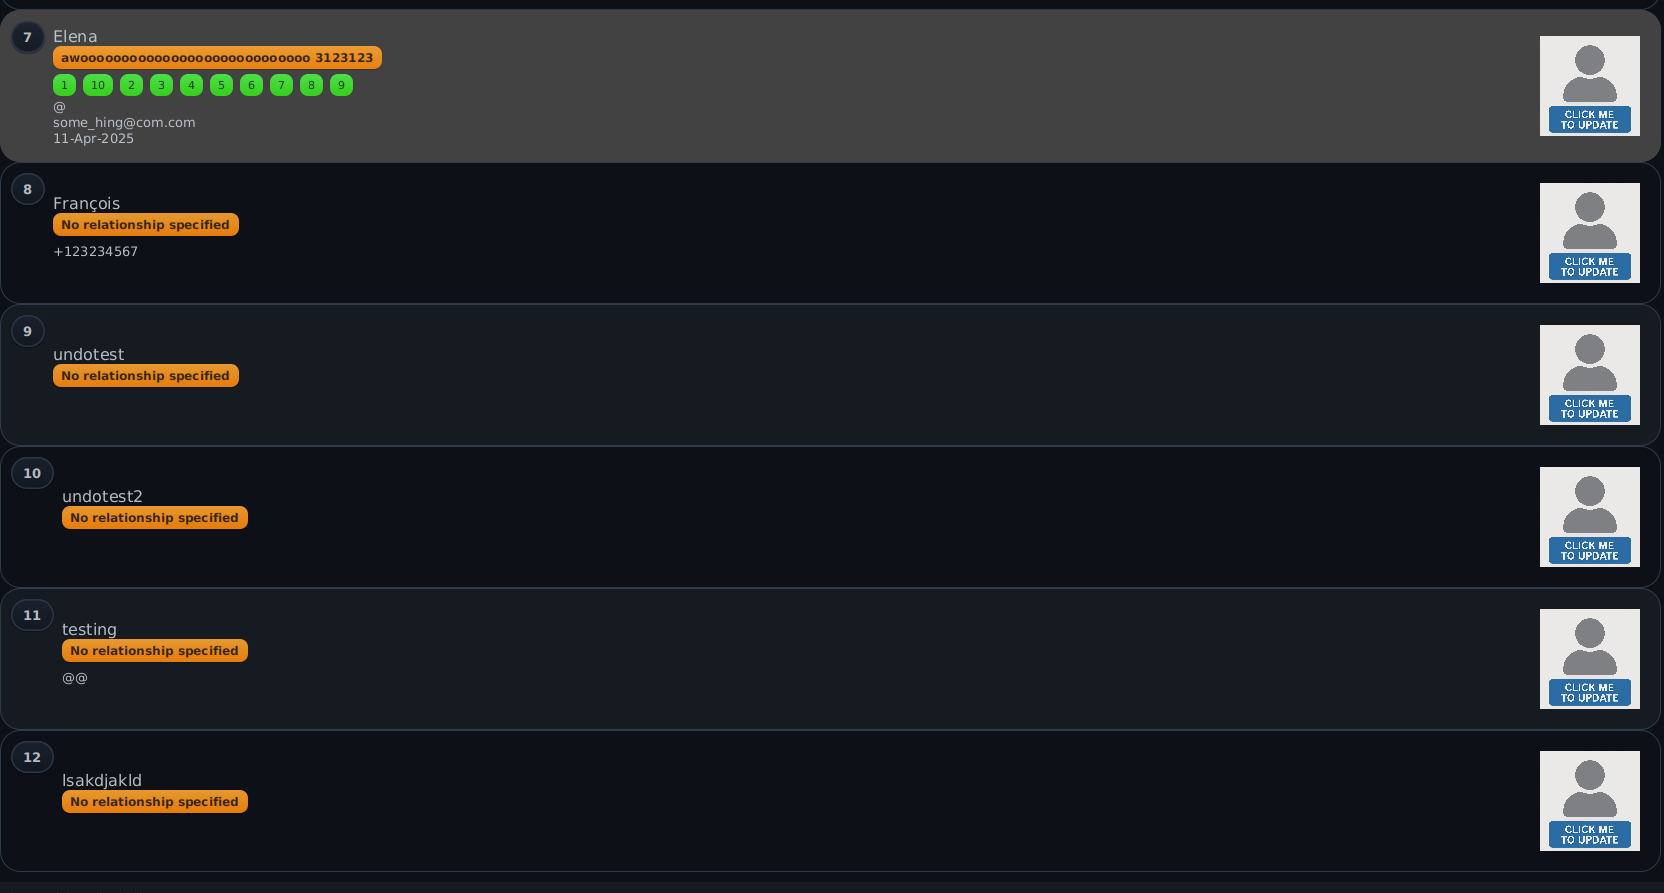 7
Elena
awoooooooooooooooooooooooooooo 3123123
1 10 2 3 4 5 6 7 8 9
@
some_hing@com.com
11-Apr-2025
CLICK ME
TO UPDATE
8
François
No relationship specified
+123234567
CLICK ME
TO UPDATE
9
undotest
No relationship specified
CLICK ME
TO UPDATE
10
undotest2
No relationship specified
CLICK ME
TO UPDATE
11
testing
No relationship specified
@@
CLICK ME
TO UPDATE
12
lsakdjakld
No relationship specified
CLICK ME
TO UPDATE